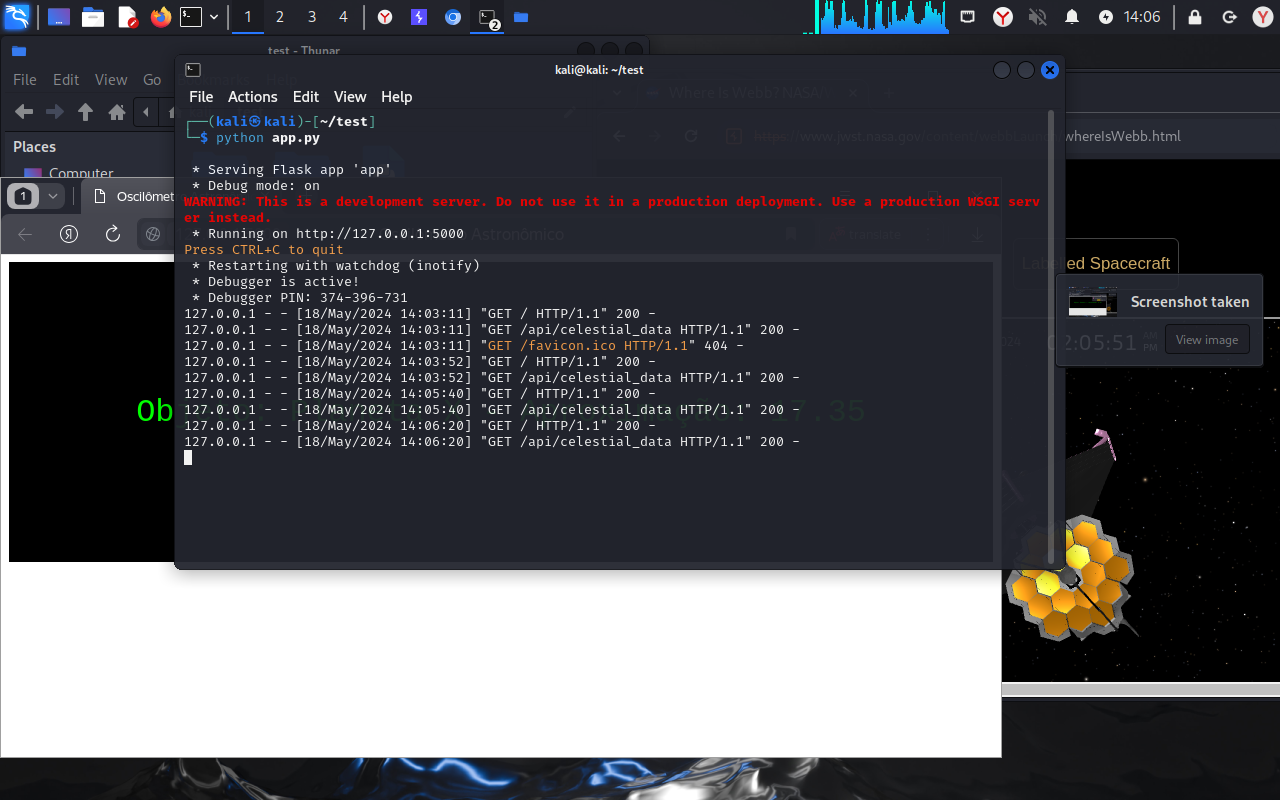 1 2 3 4 2 14:06
test - Thunar
File Edit View Go Help
Places
Computer
kali@kali: ~/test
File Actions Edit View Help
┌──(kali㉿kali)-[~/test]
└─$ python app.py
* Serving Flask app 'app'
* Debug mode: on
WARNING: This is a development server. Do not use it in a production deployment. Use a production WSGI serv
er instead.
* Running on http://127.0.0.1:5000
Press CTRL+C to quit
* Restarting with watchdog (inotify)
* Debugger is active!
* Debugger PIN: 374-396-731
127.0.0.1 - - [18/May/2024 14:03:11] "GET / HTTP/1.1" 200 -
127.0.0.1 - - [18/May/2024 14:03:11] "GET /api/celestial_data HTTP/1.1" 200 -
127.0.0.1 - - [18/May/2024 14:03:11] "GET /favicon.ico HTTP/1.1" 404 -
127.0.0.1 - - [18/May/2024 14:03:52] "GET / HTTP/1.1" 200 -
127.0.0.1 - - [18/May/2024 14:03:52] "GET /api/celestial_data HTTP/1.1" 200 -
127.0.0.1 - - [18/May/2024 14:05:40] "GET / HTTP/1.1" 200 -
127.0.0.1 - - [18/May/2024 14:05:40] "GET /api/celestial_data HTTP/1.1" 200 -
127.0.0.1 - - [18/May/2024 14:06:20] "GET / HTTP/1.1" 200 -
127.0.0.1 - - [18/May/2024 14:06:20] "GET /api/celestial_data HTTP/1.1" 200 -
1 Oscilômet
Astronômico
translate
Ob
17.35
Where Is Webb? NASA/
https://www.jwst.nasa.gov/ whereIsWebb.html
Labelled Spacecraft
Screenshot taken
View image
2024 02:05:51 AM
PM